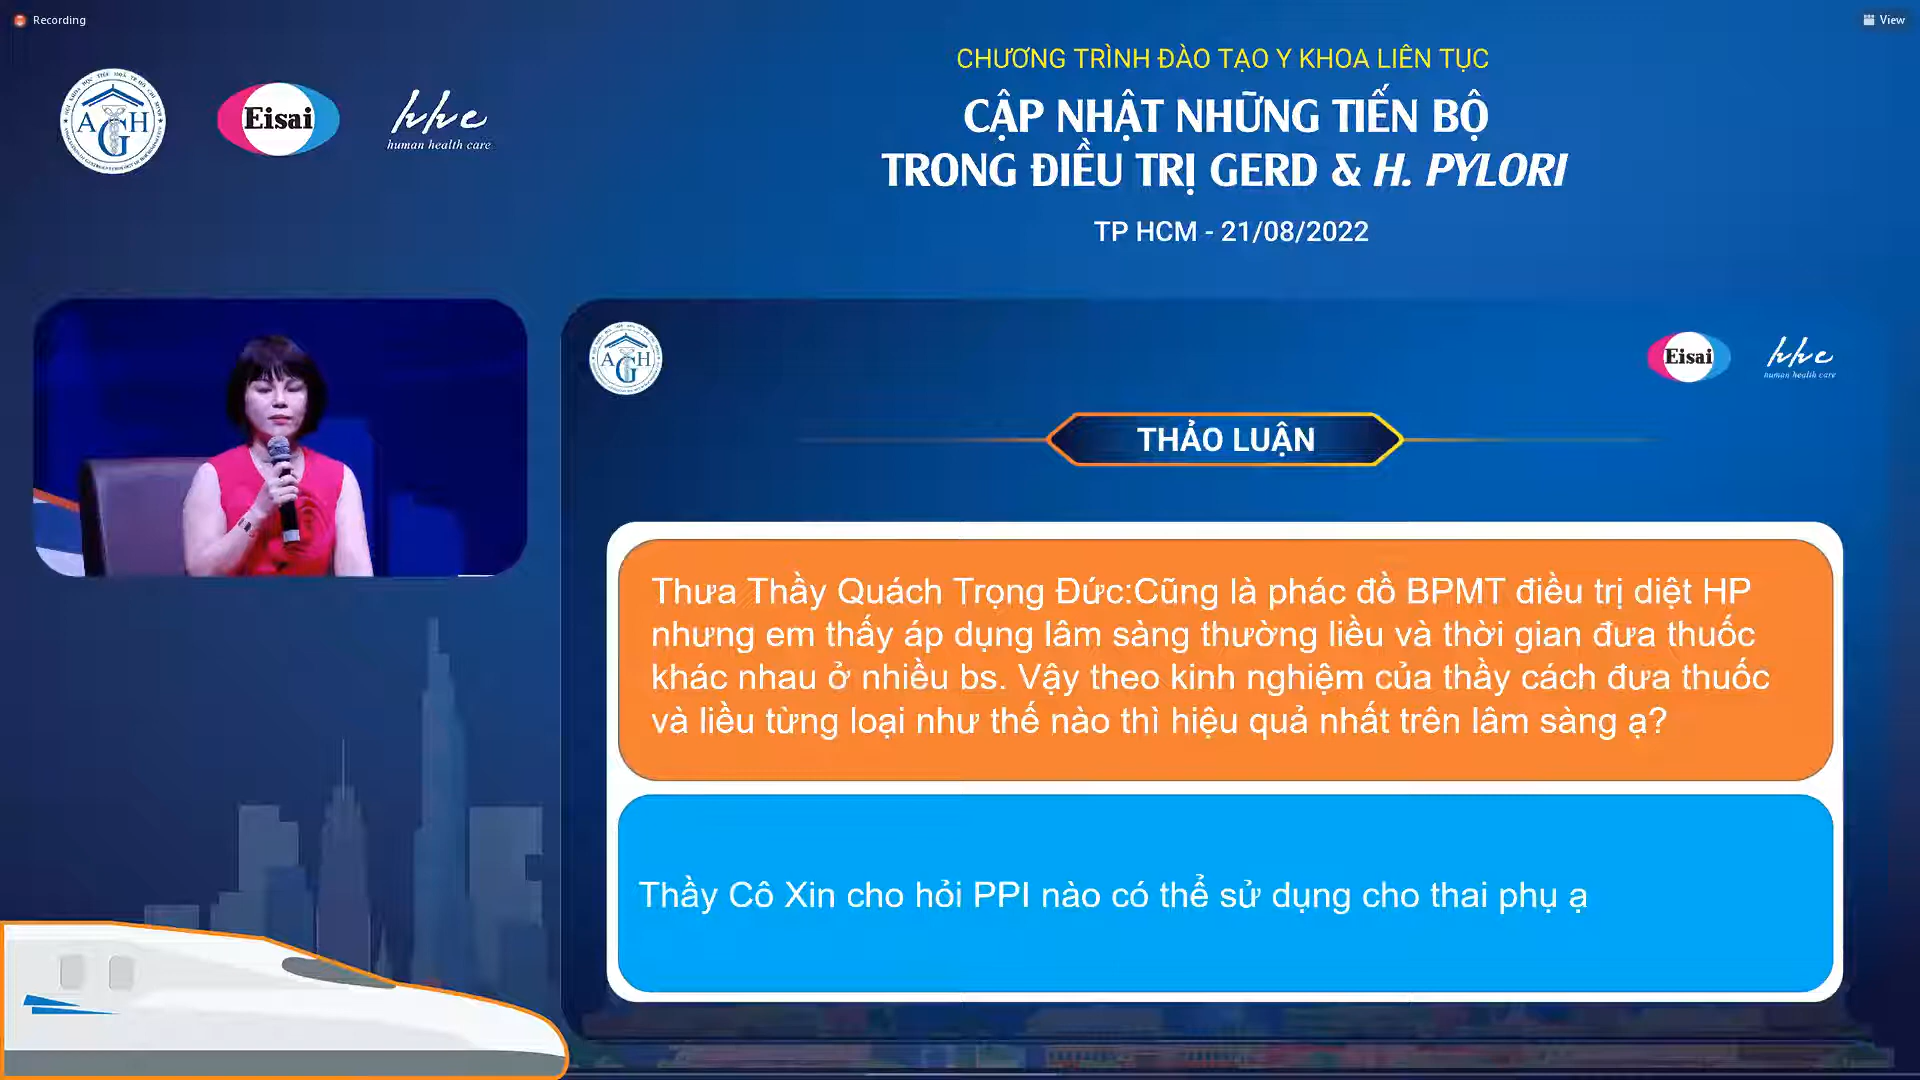 Recording
View
CHƯƠNG TRÌNH ĐÀO TẠO Y KHOA LIÊN TỤC
CẬP NHẬT NHỮNG TIẾN BỘ
TRONG ĐIỀU TRỊ GERD & H. PYLORI
TP HCM - 21/08/2022
AGH
Eisai
hhc
human health care
AGH
Eisai
hhc
human health care
THẢO LUẬN
Thưa Thầy Quách Trọng Đức:Cũng là phác đồ BPMT điều trị diệt HP
nhưng em thấy áp dụng lâm sàng thường liều và thời gian đưa thuốc
khác nhau ở nhiều bs. Vậy theo kinh nghiệm của thầy cách đưa thuốc
và liều từng loại như thế nào thì hiệu quả nhất trên lâm sàng ạ?
Thầy Cô Xin cho hỏi PPI nào có thể sử dụng cho thai phụ ạ